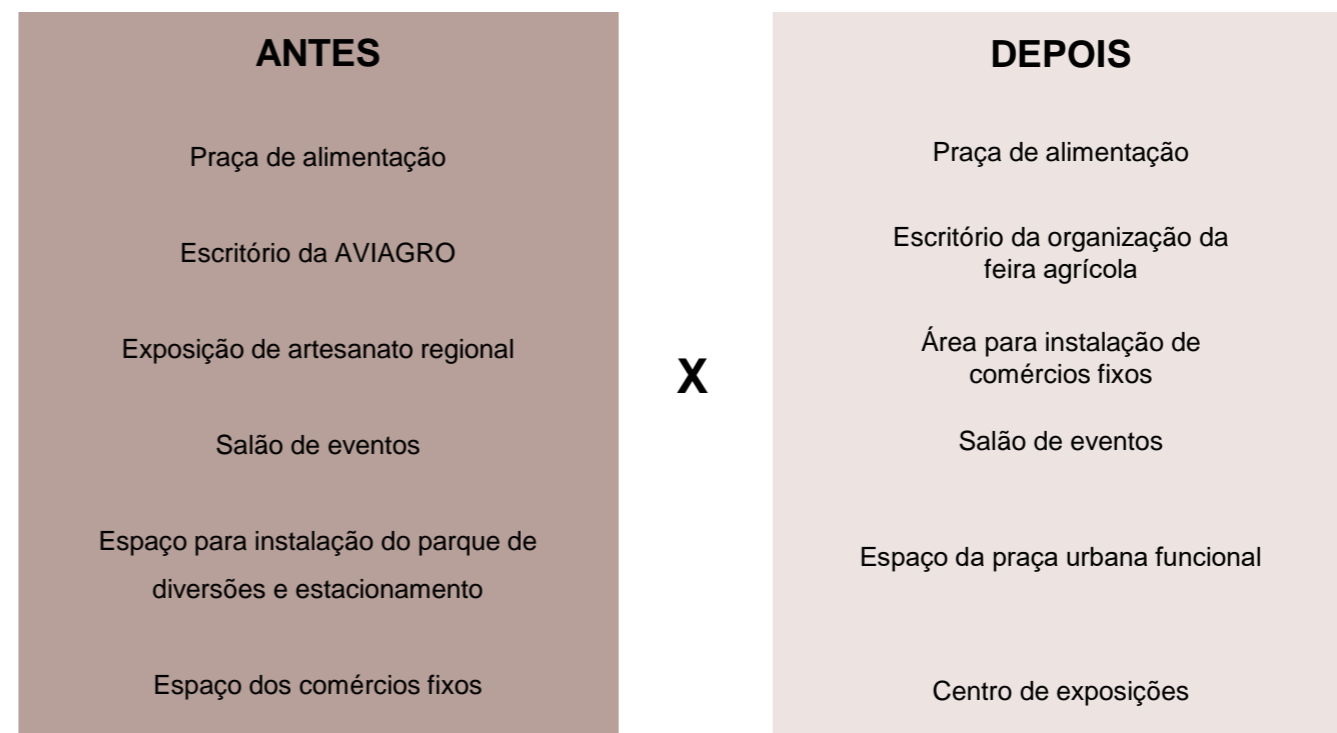 ANTES
Praça de alimentação
Escritório da AVIAGRO
Exposição de artesanato regional
Salão de eventos
Espaço para instalação do parque de
diversões e estacionamento
Espaço dos comércios fixos
X
DEPOIS
Praça de alimentação
Escritório da organização da
feira agrícola
Área para instalação de
comércios fixos
Salão de eventos
Espaço da praça urbana funcional
Centro de exposições